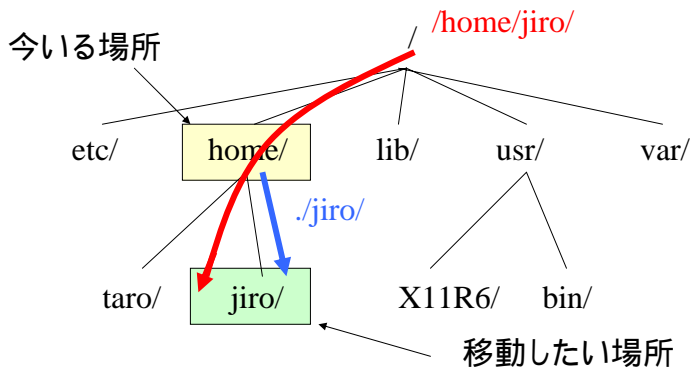 / /home/jiro/
今いる場所
etc/ home/ lib/ usr/ var/
./jiro/
taro/ jiro/ X11R6/ bin/
移動したい場所